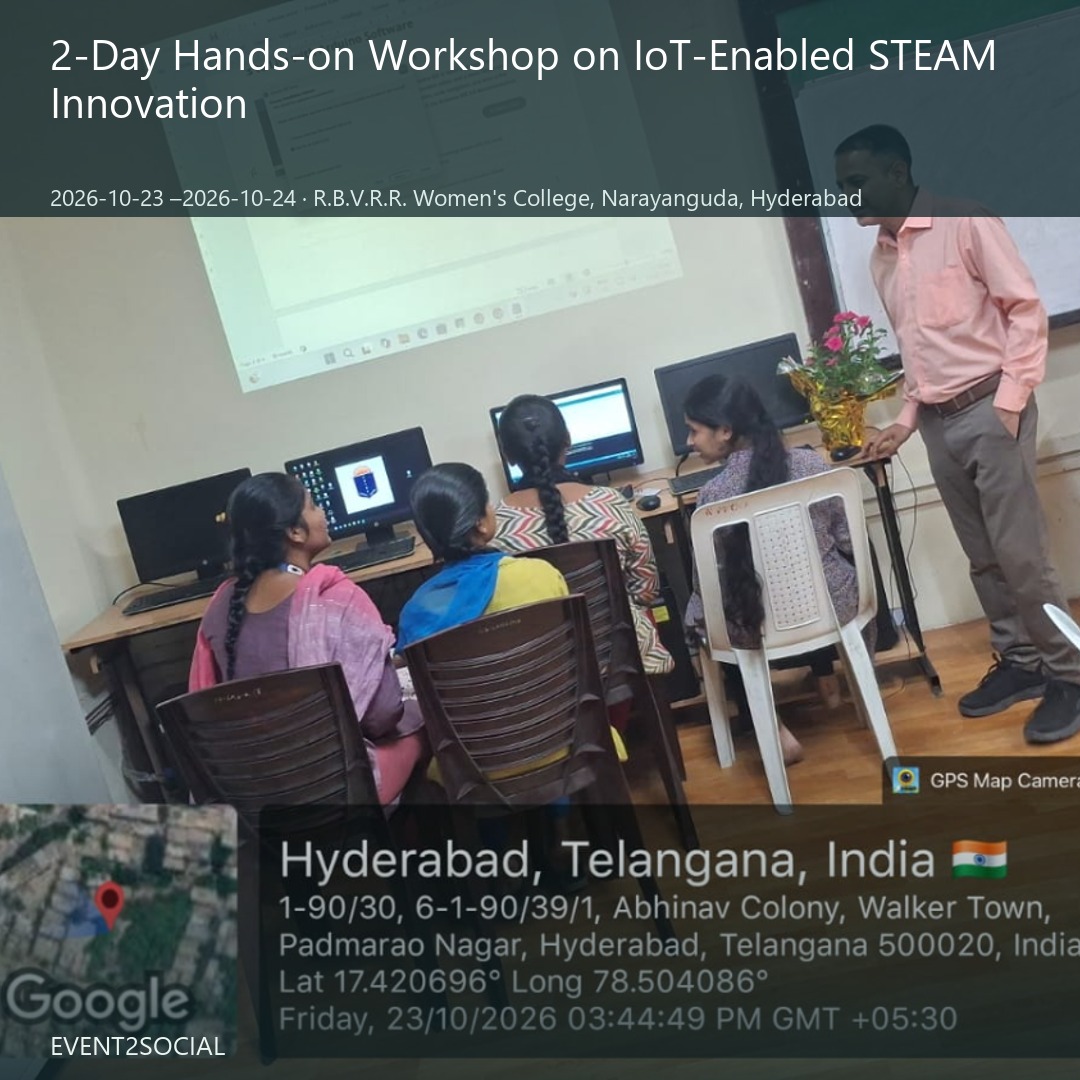 2-Day Hands-on Workshop on IoT-Enabled STEAM
Innovation
2026-10-23 –2026-10-24 · R.B.V.R.R. Women's College, Narayanguda, Hyderabad
GPS Map Camera
Hyderabad, Telangana, India
1-90/30, 6-1-90/39/1, Abhinav Colony, Walker Town,
Padmarao Nagar, Hyderabad, Telangana 500020, India
Lat 17.420696° Long 78.504086°
Friday, 23/10/2026 03:44:49 PM GMT +05:30
Google
EVENT2SOCIAL